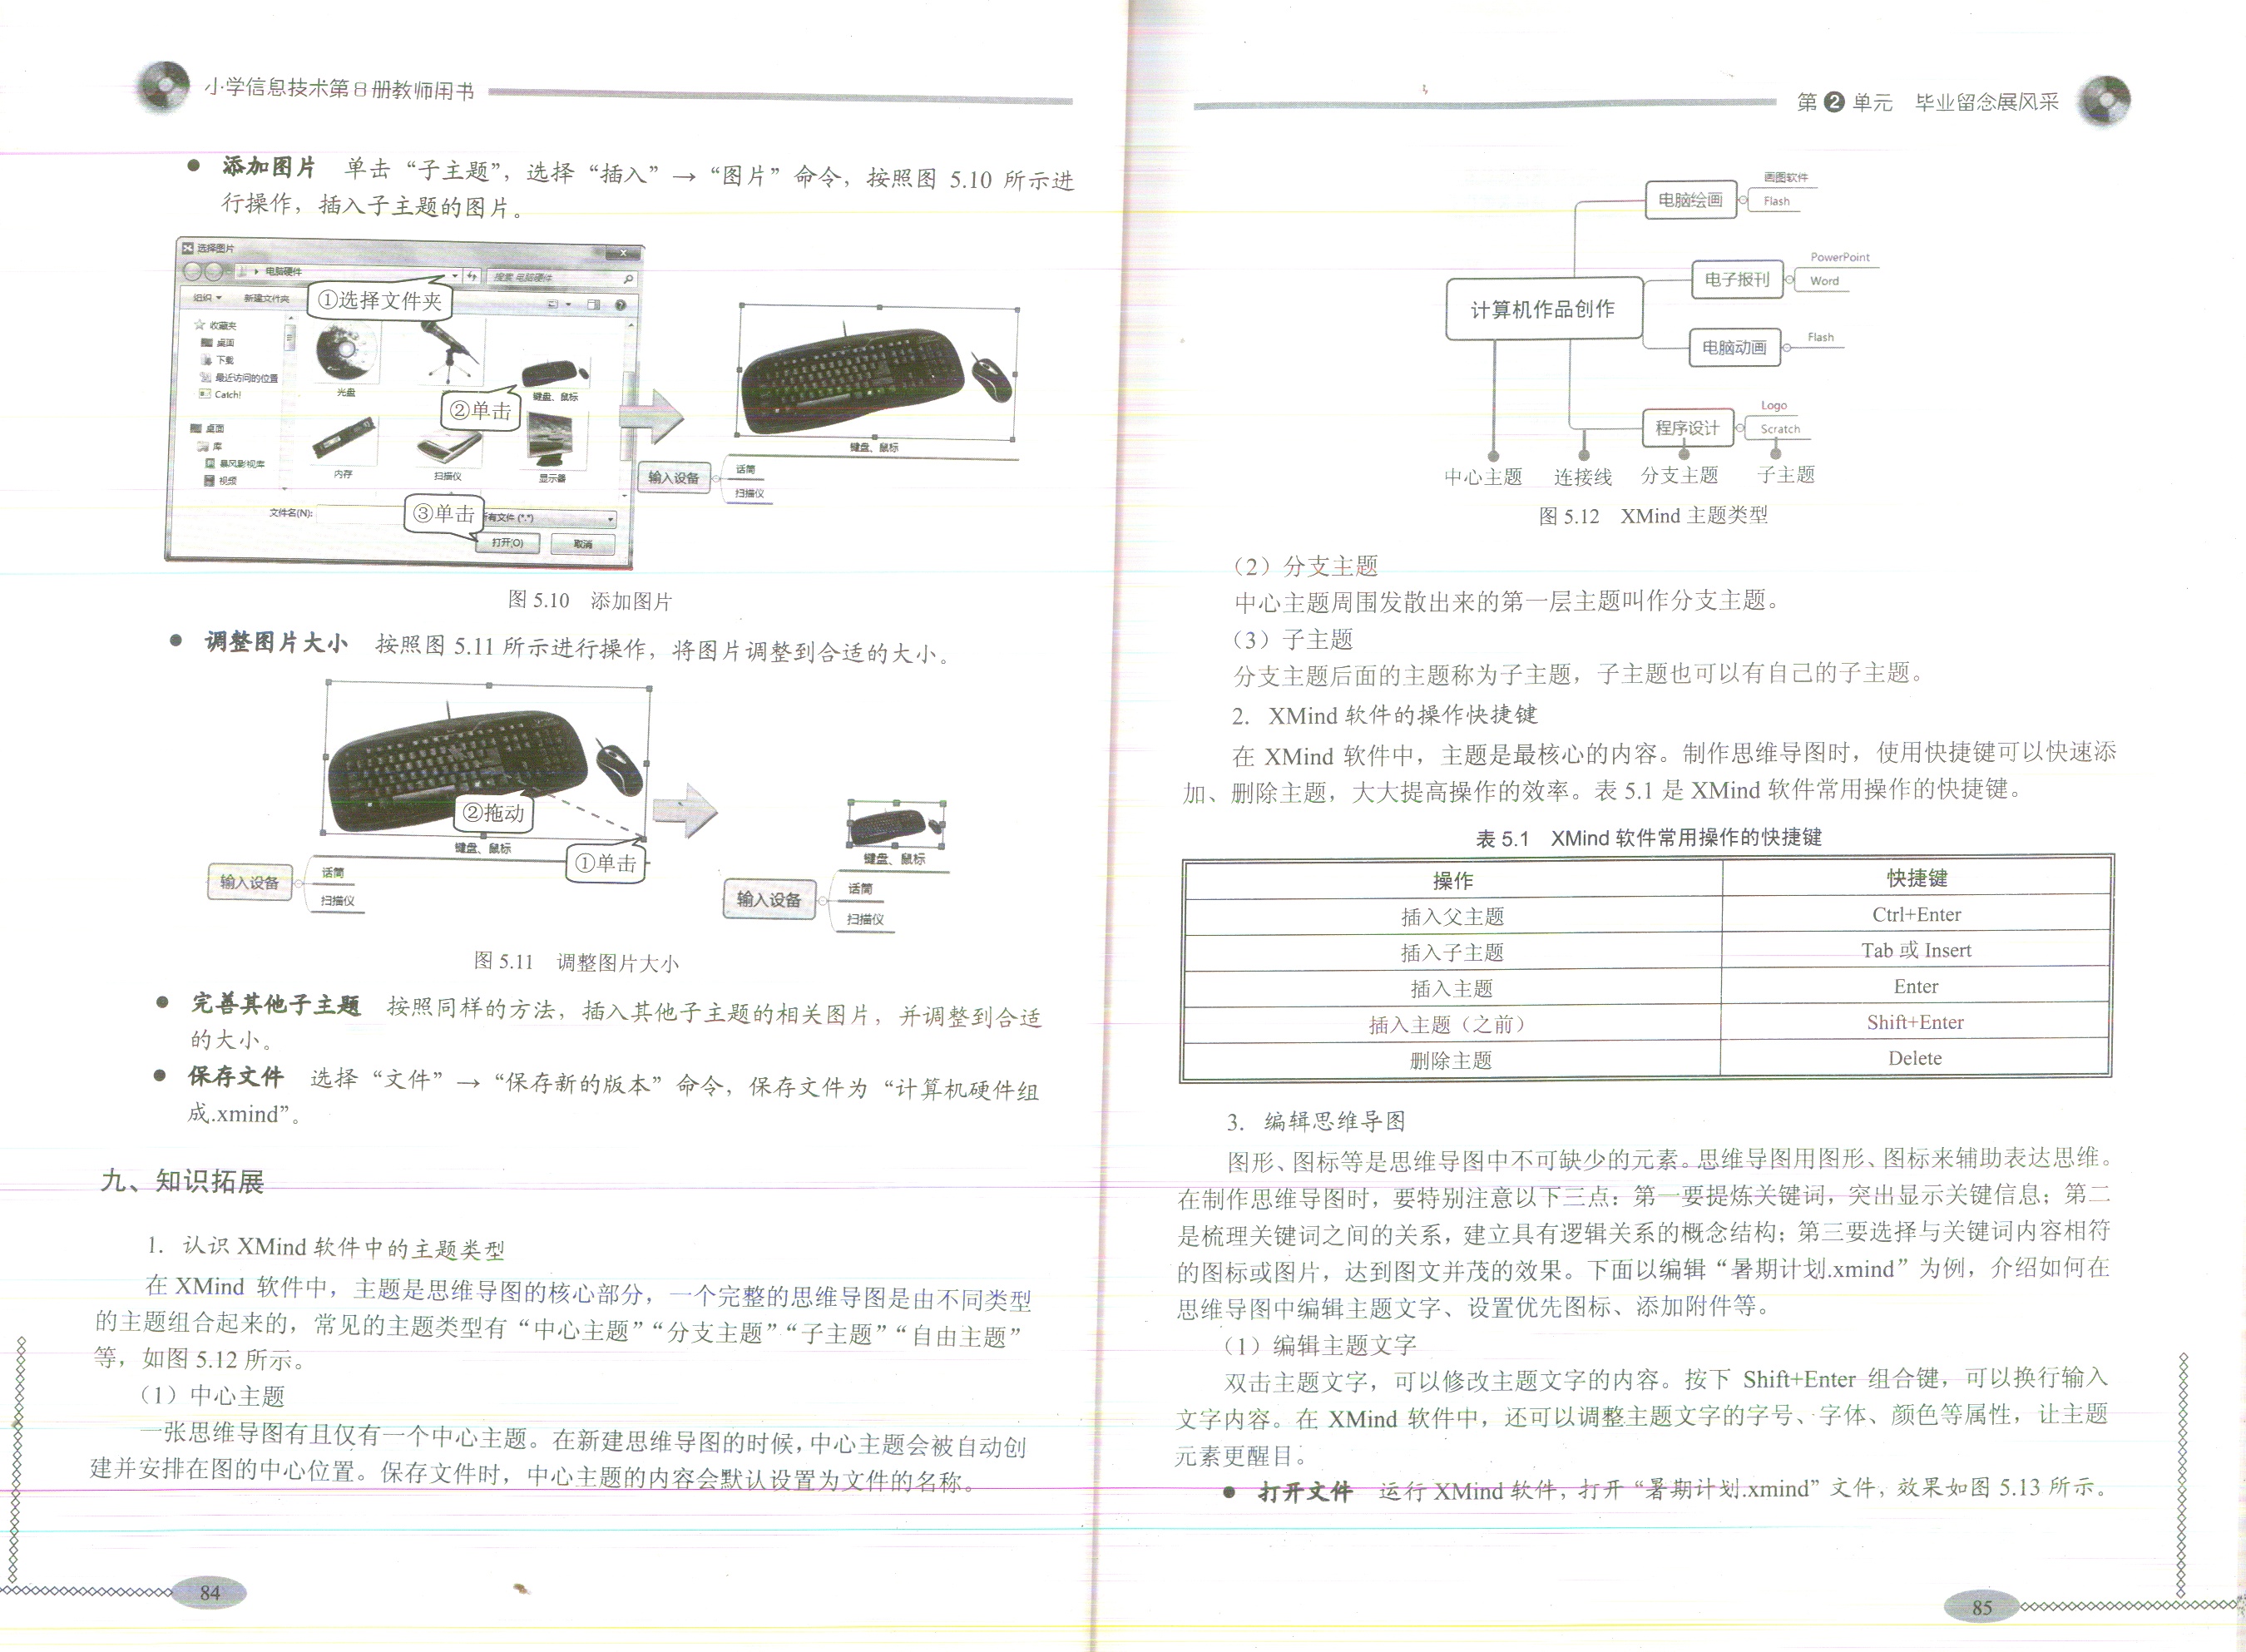 小学信息技术第8册教师用书
● 添加图片 单击“子主题”，选择“插入”→“图片”命令，按照图 5.10 所示进
行操作，插入子主题的图片。
选择图片
电脑硬件
搜索 电脑硬件
组织 新建文件夹
①选择文件夹
收藏夹
桌面
下载
最近访问的位置
Catch!
桌面
库
暴风影视库
视频
光盘
②单击
键盘、鼠标
内存
扫描仪
显示器
文件名(N):
③单击
所有文件 (*.*)
打开(O)
取消
键盘、鼠标
输入设备
话筒
扫描仪
图 5.10 添加图片
● 调整图片大小 按照图 5.11 所示进行操作，将图片调整到合适的大小。
②拖动
键盘、鼠标
①单击
输入设备
话筒
扫描仪
键盘、鼠标
输入设备
话筒
扫描仪
图 5.11 调整图片大小
● 完善其他子主题 按照同样的方法，插入其他子主题的相关图片，并调整到合适
的大小。
● 保存文件 选择“文件”→“保存新的版本”命令，保存文件为“计算机硬件组
成.xmind”。
九、知识拓展
1. 认识 XMind 软件中的主题类型
在 XMind 软件中，主题是思维导图的核心部分，一个完整的思维导图是由不同类型
的主题组合起来的，常见的主题类型有“中心主题”“分支主题”“子主题”“自由主题”
等，如图 5.12 所示。
（1）中心主题
一张思维导图有且仅有一个中心主题。在新建思维导图的时候，中心主题会被自动创
建并安排在图的中心位置。保存文件时，中心主题的内容会默认设置为文件的名称。
84
第2单元 毕业留念展风采
电脑绘画
画图软件
Flash
电子报刊
PowerPoint
Word
计算机作品创作
电脑动画
Flash
程序设计
Logo
Scratch
中心主题 连接线 分支主题 子主题
图 5.12 XMind 主题类型
（2）分支主题
中心主题周围发散出来的第一层主题叫作分支主题。
（3）子主题
分支主题后面的主题称为子主题，子主题也可以有自己的子主题。
2. XMind 软件的操作快捷键
在 XMind 软件中，主题是最核心的内容。制作思维导图时，使用快捷键可以快速添
加、删除主题，大大提高操作的效率。表 5.1 是 XMind 软件常用操作的快捷键。
表 5.1 XMind 软件常用操作的快捷键
操作 快捷键
插入父主题 Ctrl+Enter
插入子主题 Tab 或 Insert
插入主题 Enter
插入主题（之前） Shift+Enter
删除主题 Delete
3. 编辑思维导图
图形、图标等是思维导图中不可缺少的元素。思维导图用图形、图标来辅助表达思维。
在制作思维导图时，要特别注意以下三点：第一要提炼关键词，突出显示关键信息；第二
是梳理关键词之间的关系，建立具有逻辑关系的概念结构；第三要选择与关键词内容相符
的图标或图片，达到图文并茂的效果。下面以编辑“暑期计划.xmind”为例，介绍如何在
思维导图中编辑主题文字、设置优先图标、添加附件等。
（1）编辑主题文字
双击主题文字，可以修改主题文字的内容。按下 Shift+Enter 组合键，可以换行输入
文字内容。在 XMind 软件中，还可以调整主题文字的字号、字体、颜色等属性，让主题
元素更醒目。
● 打开文件 运行 XMind 软件，打开“暑期计划.xmind”文件，效果如图 5.13 所示。
85